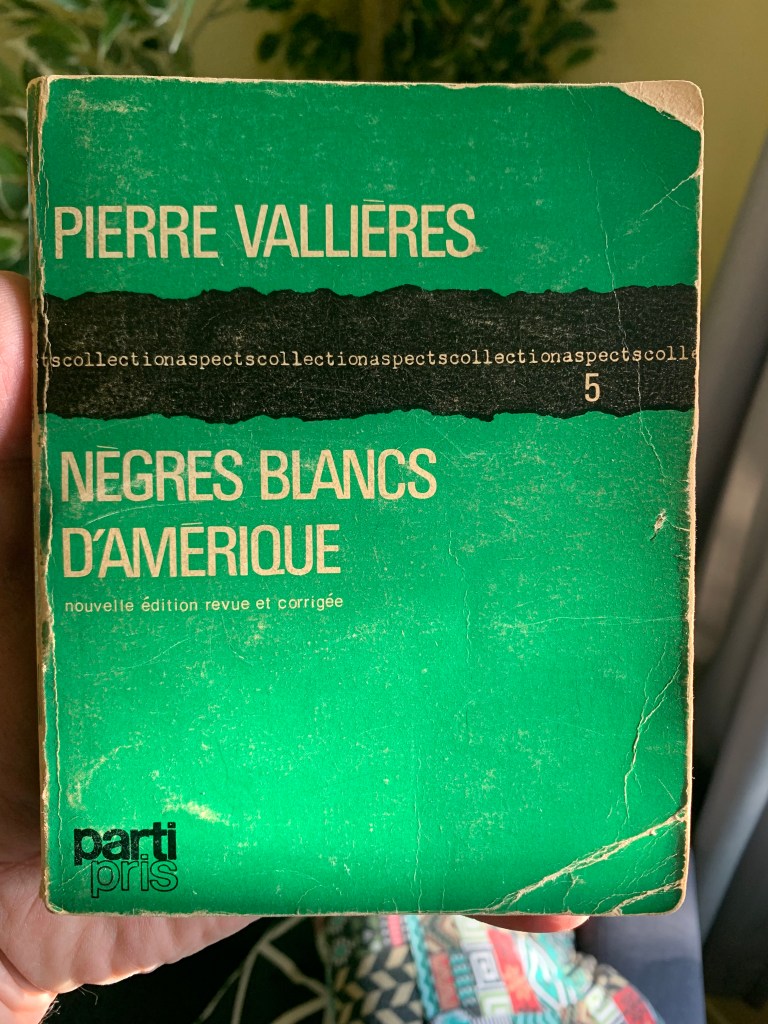 PIERRE VALLIÈRES
tscollectionaspectscollectionaspectscollectionaspectscolle
5
NÈGRES BLANCS
D'AMÉRIQUE
nouvelle édition revue et corrigée
parti
pris